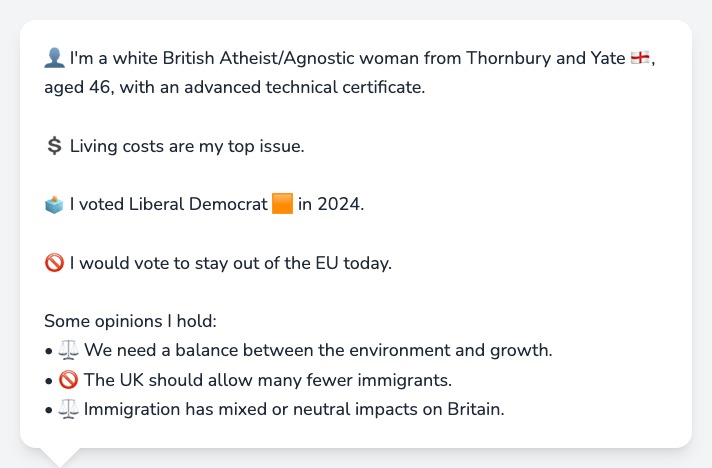 👤 I'm a white British Atheist/Agnostic woman from Thornbury and Yate 🏴󠁧󠁢󠁥󠁮󠁧󠁿,
aged 46, with an advanced technical certificate.
💲 Living costs are my top issue.
🗳️ I voted Liberal Democrat 🟧 in 2024.
🚫 I would vote to stay out of the EU today.
Some opinions I hold:
• ⚖️ We need a balance between the environment and growth.
• 🚫 The UK should allow many fewer immigrants.
• ⚖️ Immigration has mixed or neutral impacts on Britain.